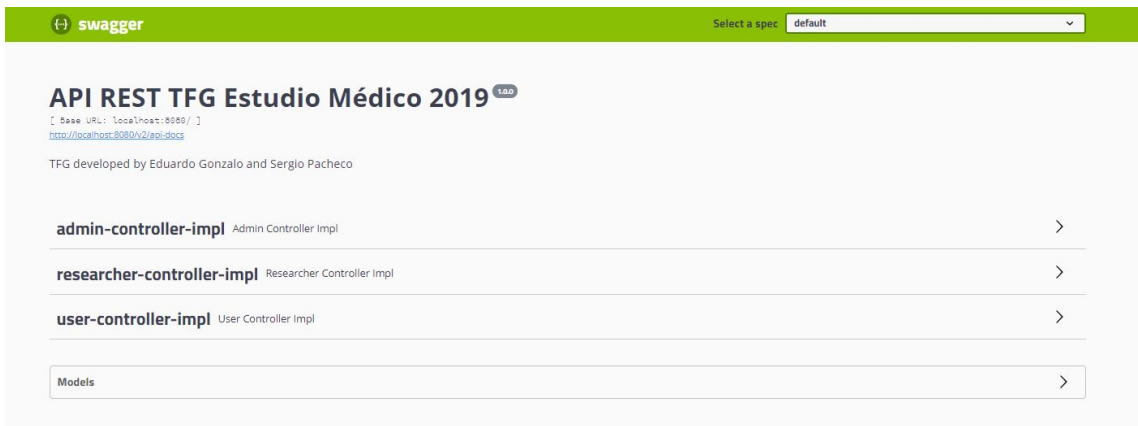 swagger Select a spec default
API REST TFG Estudio Médico 2019 1.0.0
[ Base URL: localhost:8080/ ]
http://localhost:8080/v2/api-docs
TFG developed by Eduardo Gonzalo and Sergio Pacheco
admin-controller-impl Admin Controller Impl
researcher-controller-impl Researcher Controller Impl
user-controller-impl User Controller Impl
Models